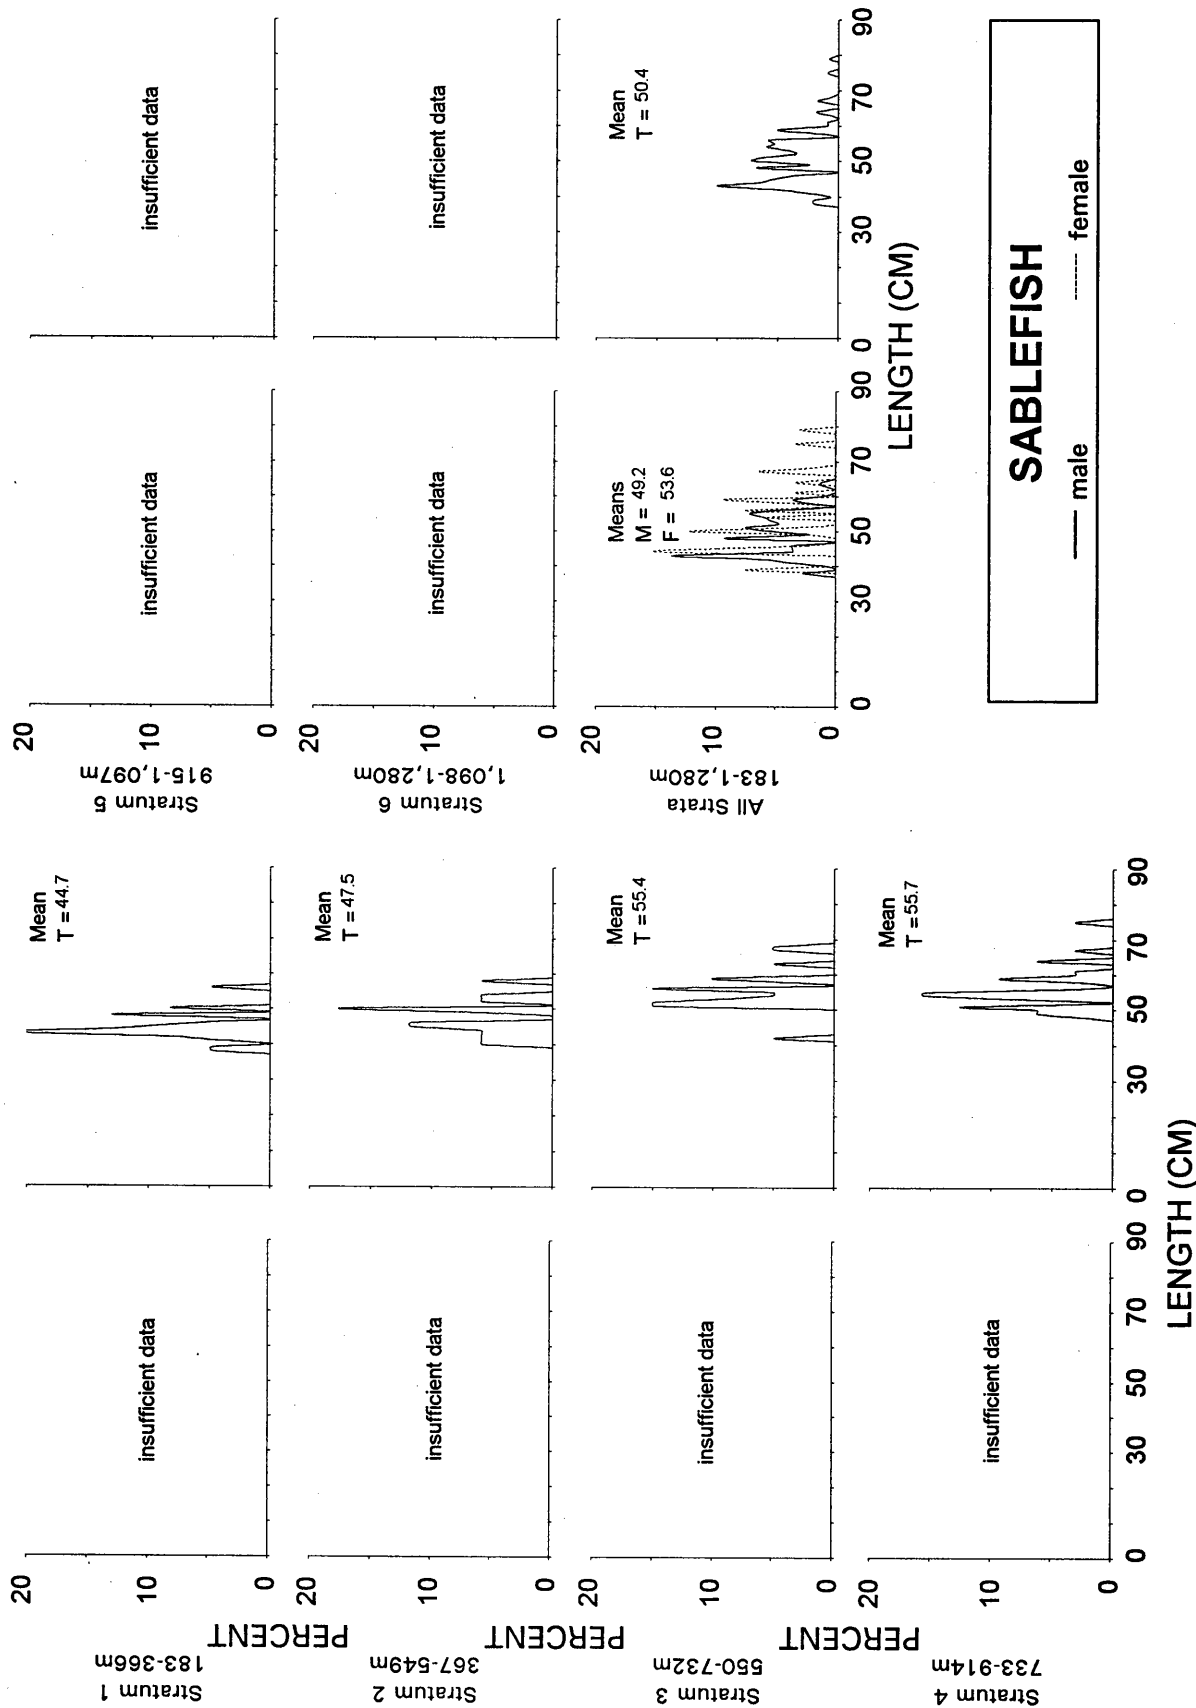 Stratum 1
183-366m
PERCENT
20
10
0
insufficient data
Mean
T = 44.7
Stratum 2
367-549m
PERCENT
20
10
0
insufficient data
Mean
T = 47.5
Stratum 3
550-732m
PERCENT
20
10
0
insufficient data
Mean
T = 55.4
Stratum 4
733-914m
20
10
0
insufficient data
Mean
T = 55.7
0 30 50 70 90
0 30 50 70 90
LENGTH (CM)
Stratum 5
915-1,097m
20
10
0
insufficient data
insufficient data
Stratum 6
1,098-1,280m
20
10
0
insufficient data
insufficient data
All Strata
183-1,280m
20
10
0
Means
M = 49.2
F = 53.6
Mean
T = 50.4
0 30 50 70 90
0 30 50 70 90
LENGTH (CM)
SABLEFISH
male female